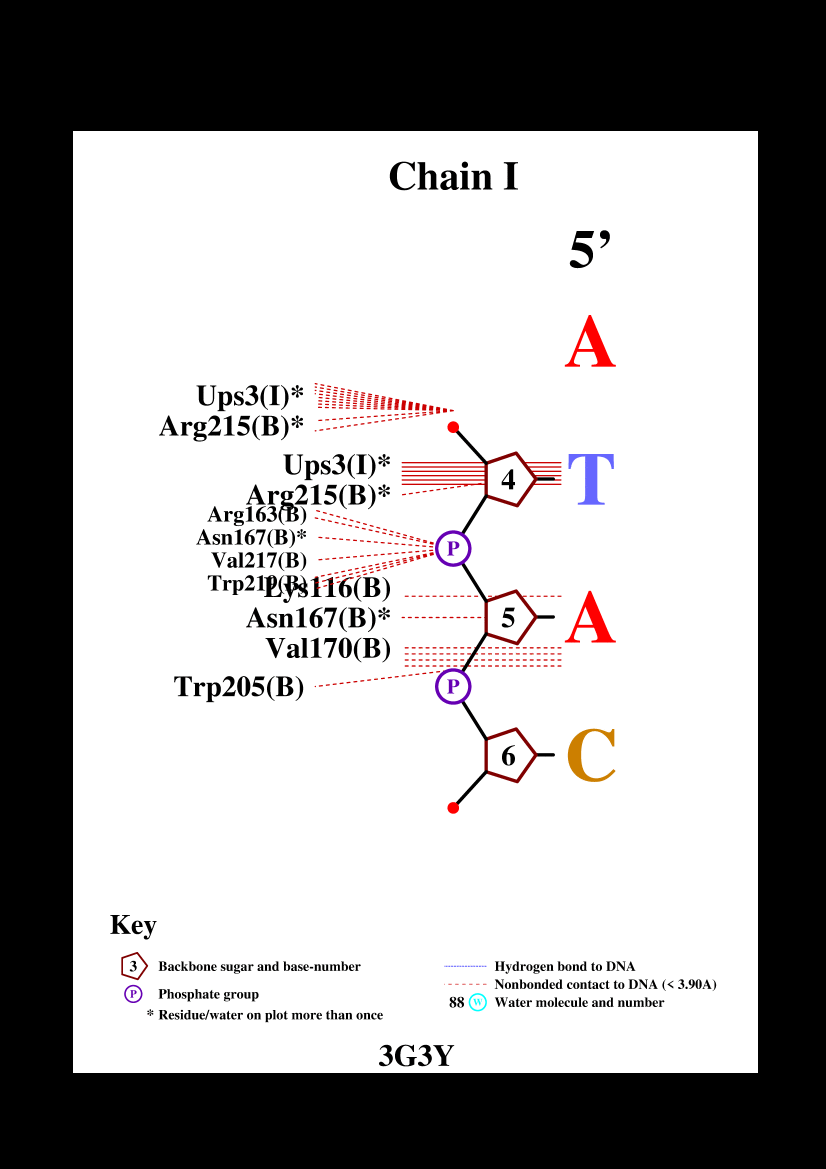 Chain I
5’
A
Ups3(I)*
Arg215(B)*
Ups3(I)*
4
T
Arg215(B)*
Arg163(B)
Asn167(B)*
P
Val217(B)
Trp219(B)
Lys116(B)
Asn167(B)*
5
A
Val170(B)
Trp205(B)
P
6
C
Key
3 Backbone sugar and base-number
P Phosphate group
* Residue/water on plot more than once
Hydrogen bond to DNA
Nonbonded contact to DNA (< 3.90A)
88 W Water molecule and number
3G3Y